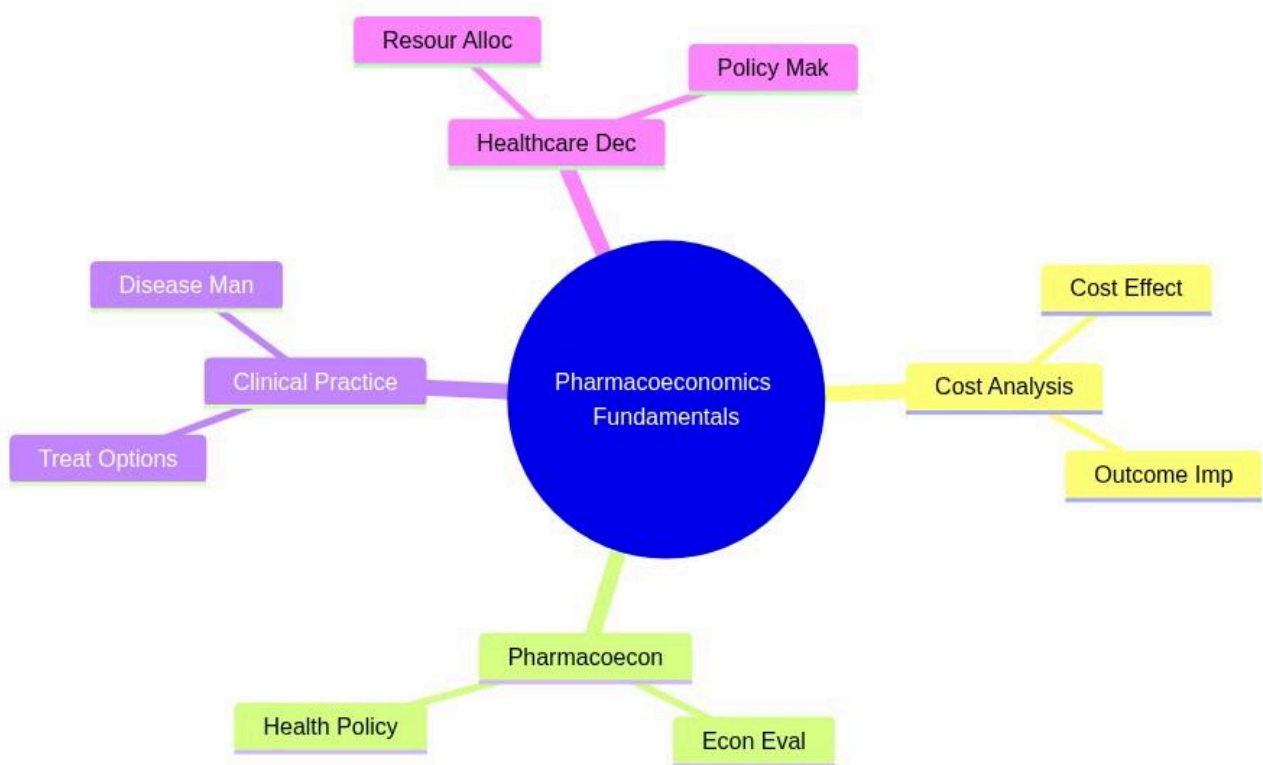 Resour Alloc
Policy Mak
Healthcare Dec
Disease Man
Cost Effect
Clinical Practice
Pharmacoeconomics
Fundamentals
Cost Analysis
Treat Options
Outcome Imp
Pharmacoecon
Health Policy
Econ Eval